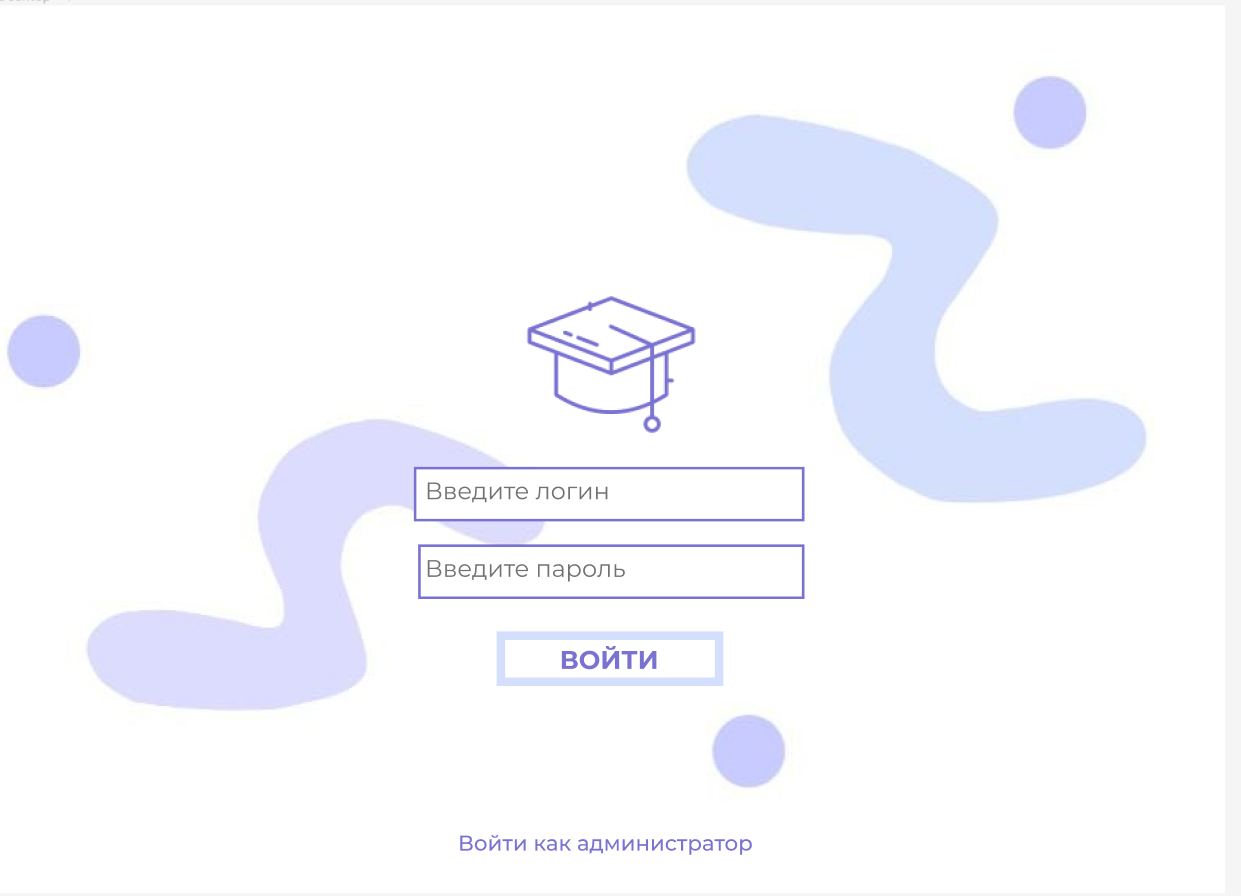 Введите логин
Введите пароль
ВОЙТИ
Войти как администратор